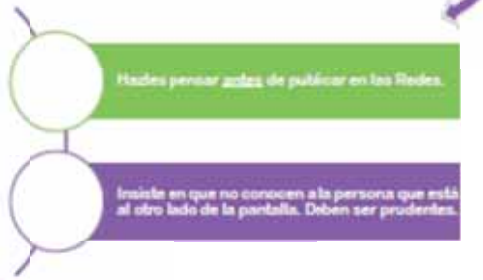 Hazles pensar antes de publicar en las Redes.
Insiste en que no conocen a la persona que está
al otro lado de la pantalla. Deben ser prudentes.